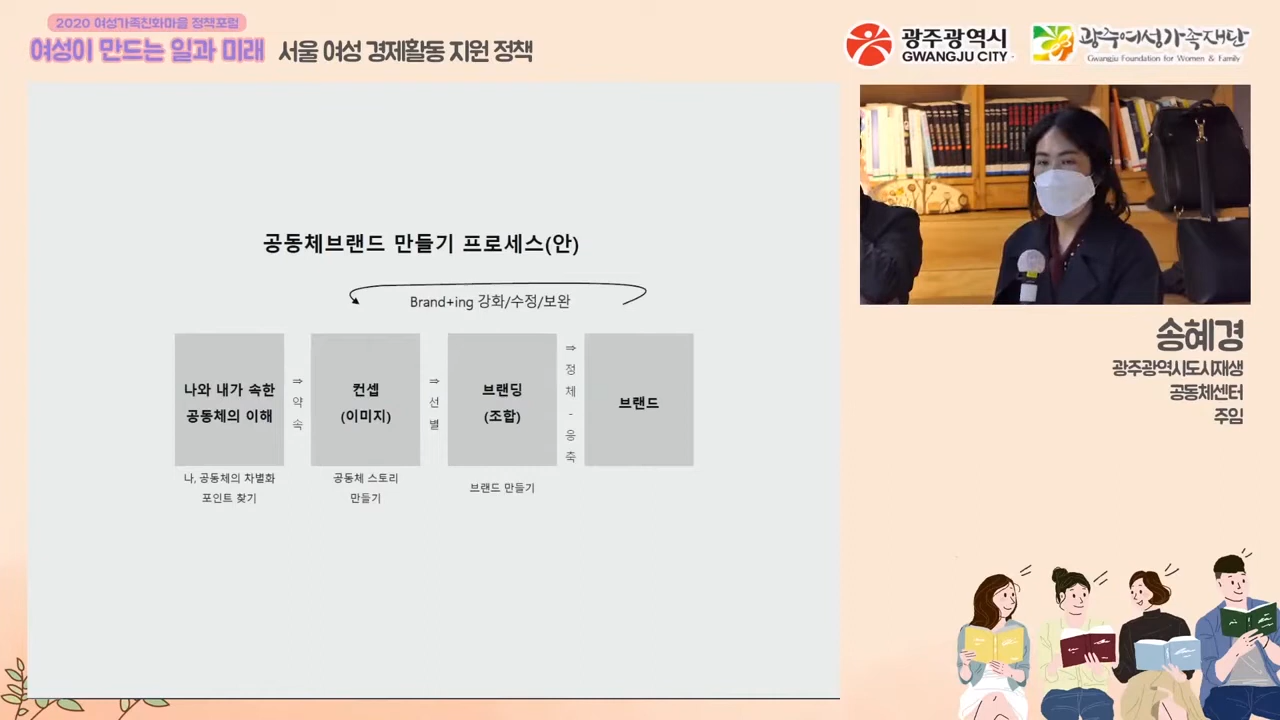 2020 여성가족친화마을 정책포럼
여성이 만드는 일과 미래 서울 여성 경제활동 지원 정책
광주광역시
GWANGJU CITY
광주여성가족재단
Gwangju Foundation for Women & Family
공동체브랜드 만들기 프로세스(안)
Brand+ing 강화/수정/보완
나와 내가 속한
공동체의 이해
⇒
약
속
컨셉
(이미지)
⇒
선
별
브랜딩
(조합)
⇒
정
체
-
응
축
브랜드
나, 공동체의 차별화
포인트 찾기
공동체 스토리
만들기
브랜드 만들기
송혜경
광주광역시도시재생
공동체센터
주임